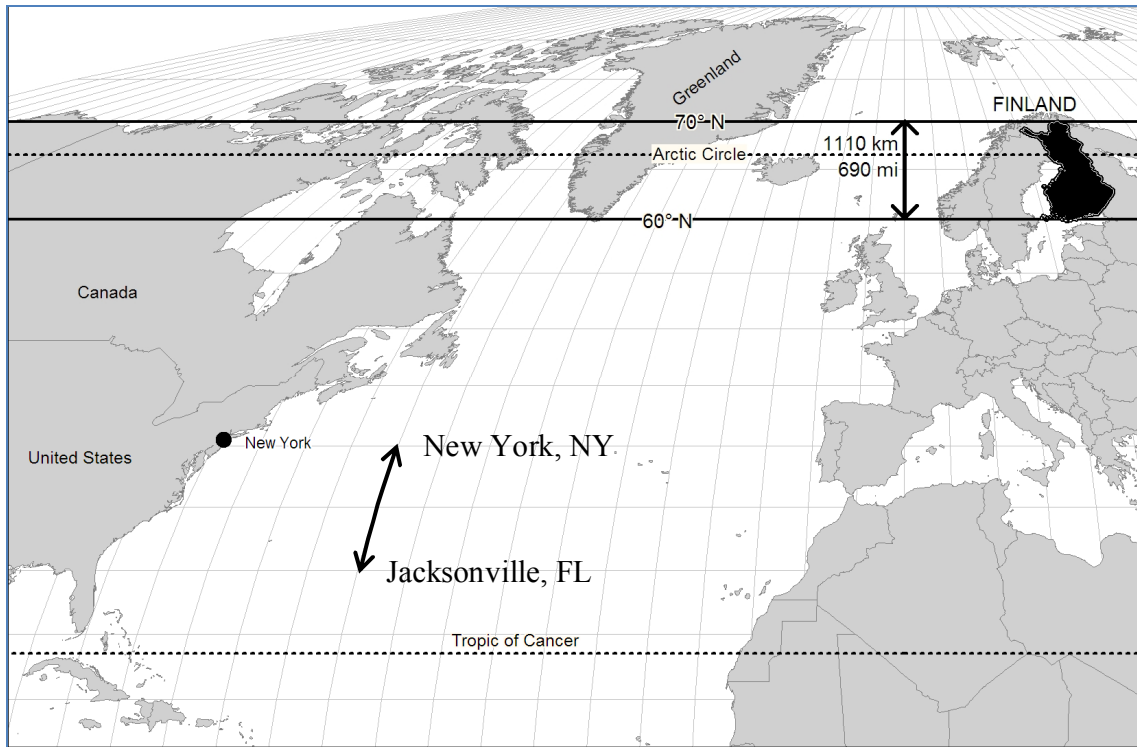 Greenland
FINLAND
70° N
1110 km
Arctic Circle
690 mi
60° N
Canada
New York
New York, NY
United States
Jacksonville, FL
Tropic of Cancer